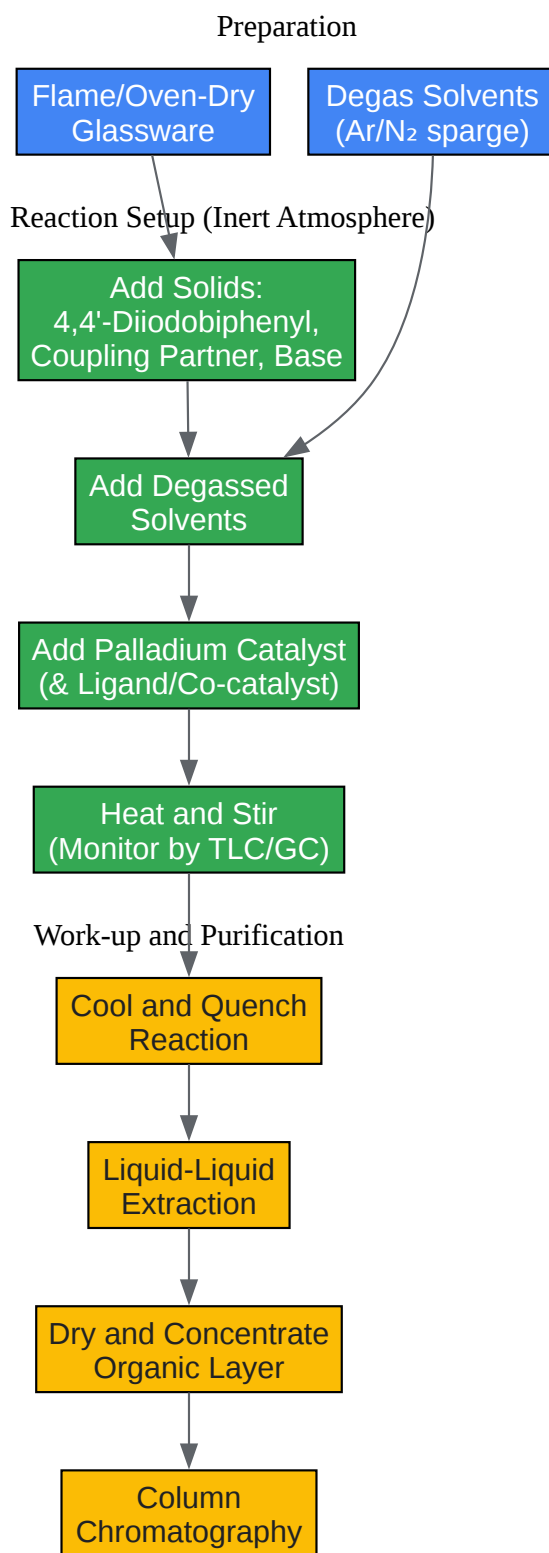 Preparation
Flame/Oven-Dry
Glassware
Degas Solvents
(Ar/N₂ sparge)
Reaction Setup (Inert Atmosphere)
Add Solids:
4,4'-Diiodobiphenyl,
Coupling Partner, Base
Add Degassed
Solvents
Add Palladium Catalyst
(& Ligand/Co-catalyst)
Heat and Stir
(Monitor by TLC/GC)
Work-up and Purification
Cool and Quench
Reaction
Liquid-Liquid
Extraction
Dry and Concentrate
Organic Layer
Column
Chromatography